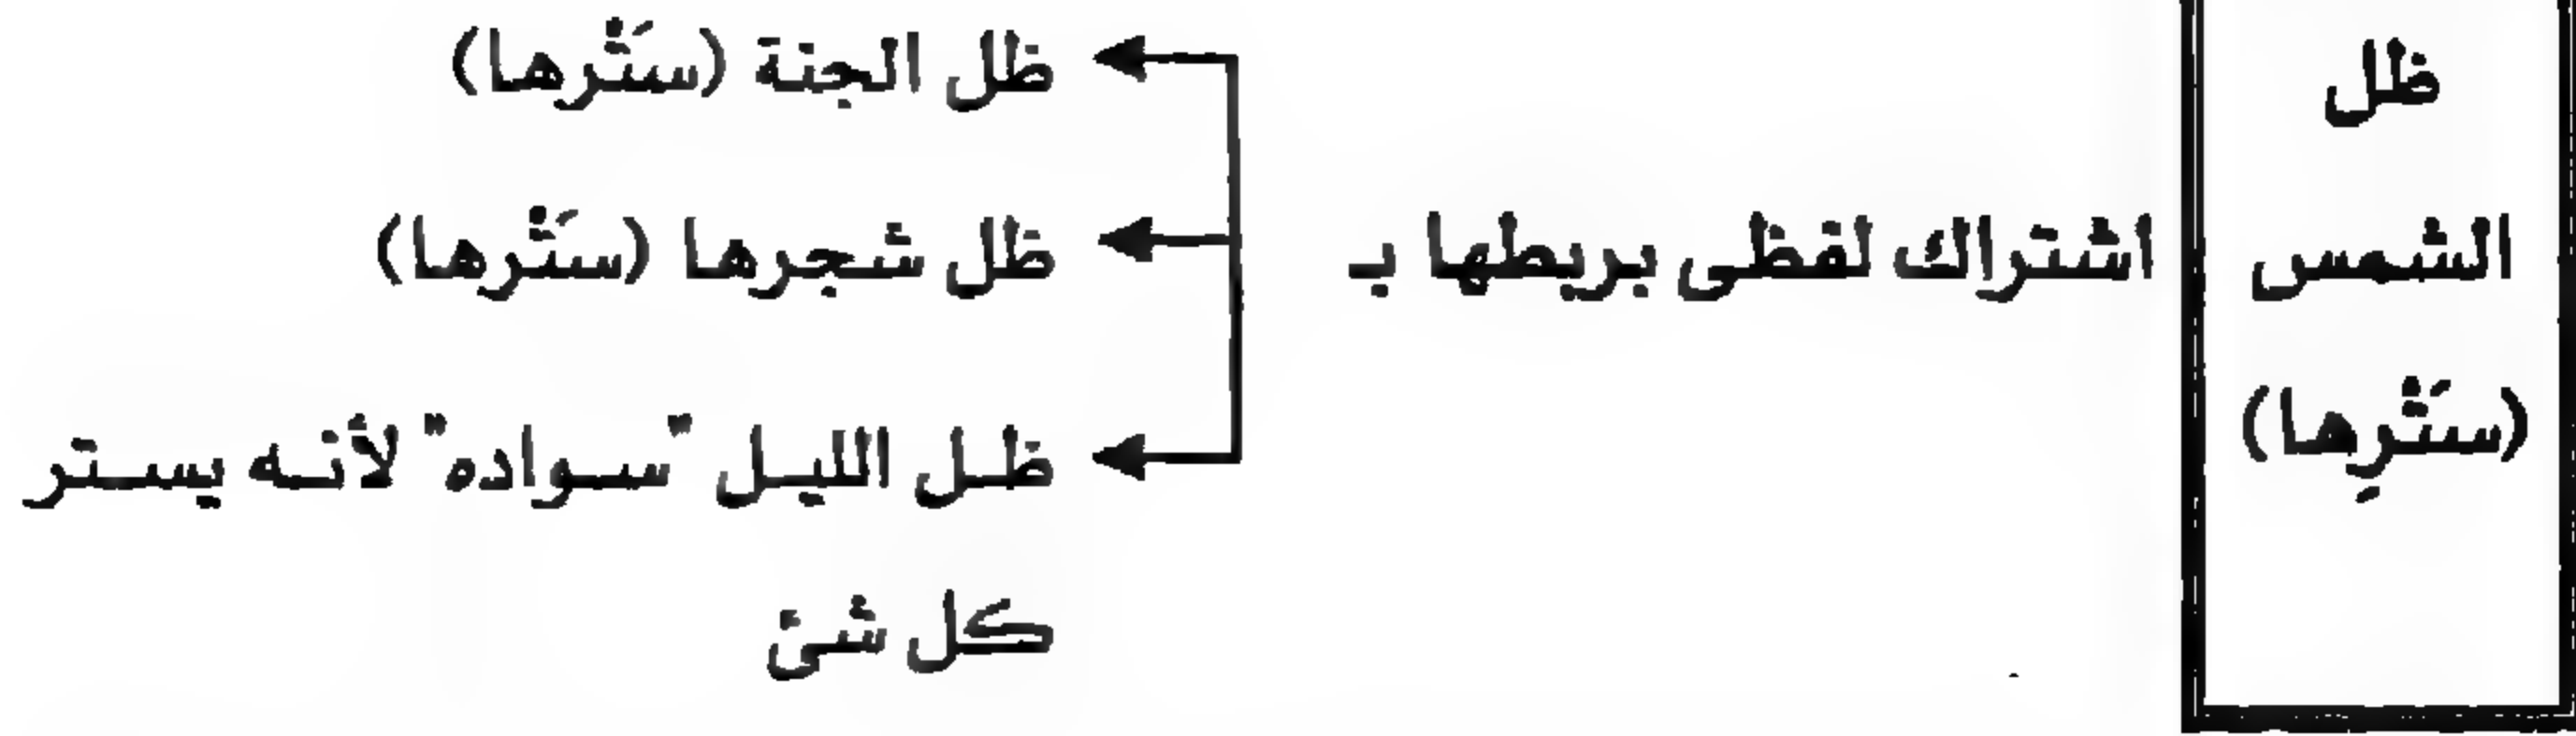 ظل
الشمس
(سَتْرِها)
اشتراك لفظى بربطها بـ
ظل الجنة (سَتْرها)
ظل شجرها (سَتْرها)
ظل الليل "سواده" لأنه يستر
كل شئ